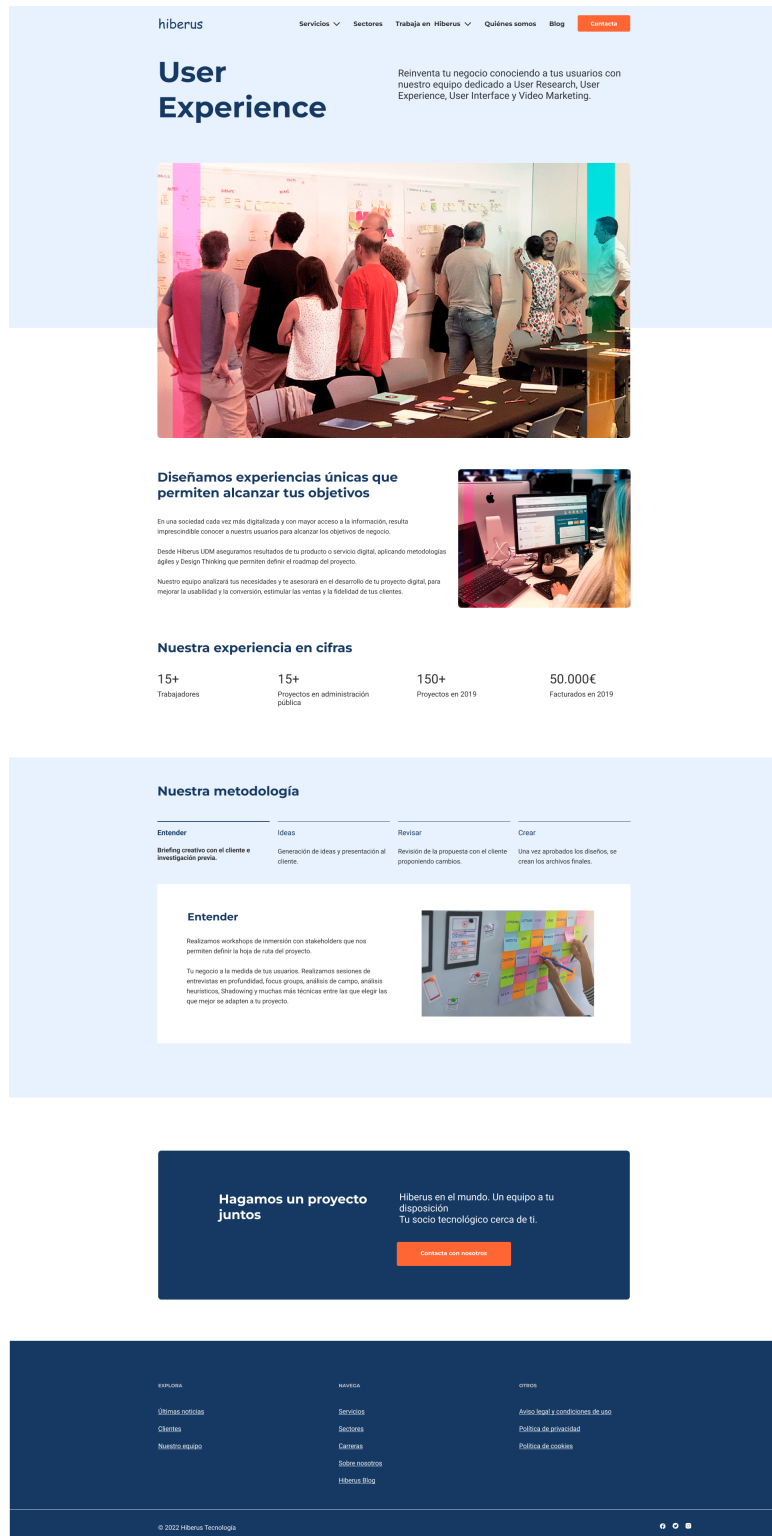 hiberus
Servicios
Sectores
Trabaja en Hiberus
Quiénes somos
Blog
Contacta
User
Experience
Reinventa tu negocio conociendo a tus usuarios con
nuestro equipo dedicado a User Research, User
Experience, User Interface y Video Marketing.
Diseñamos experiencias únicas que
permiten alcanzar tus objetivos
En una sociedad cada vez más digitalizada y con mayor acceso a la información, resulta
imprescindible conocer a nuestrs usuarios para alcanzar los objetivos de negocio.
Desde Hiberus UDM aseguramos resultados de tu producto o servicio digital, aplicando metodologías
ágiles y Design Thinking que permiten definir el roadmap del proyecto.
Nuestro equipo analizará tus necesidades y te asesorará en el desarrollo de tu proyecto digital, para
mejorar la usabilidad y la conversión, estimular las ventas y la fidelidad de tus clientes.
Nuestra experiencia en cifras
15+
Trabajadores
15+
Proyectos en administración
pública
150+
Proyectos en 2019
50.000€
Facturados en 2019
Nuestra metodología
Entender
Briefing creativo con el cliente e
investigación previa.
Ideas
Generación de ideas y presentación al
cliente.
Revisar
Revisión de la propuesta con el cliente
proponiendo cambios.
Crear
Una vez aprobados los diseños, se
crean los archivos finales.
Entender
Realizamos workshops de inmersión con stakeholders que nos
permiten definir la hoja de ruta del proyecto.
Tu negocio a la medida de tus usuarios. Realizamos sesiones de
entrevistas en profundidad, focus groups, análisis de campo, análisis
heurísticos, Shadowing y muchas más técnicas entre las que elegir las
que mejor se adapten a tu proyecto.
Hagamos un proyecto
juntos
Hiberus en el mundo. Un equipo a tu
disposición
Tu socio tecnológico cerca de ti.
Contacta con nosotros
EXPLORA
Últimas noticias
Clientes
Nuestro equipo
NAVEGA
Servicios
Sectores
Carreras
Sobre nosotros
Hiberus Blog
OTROS
Aviso legal y condiciones de uso
Política de privacidad
Política de cookies
© 2022 Hiberus Tecnología